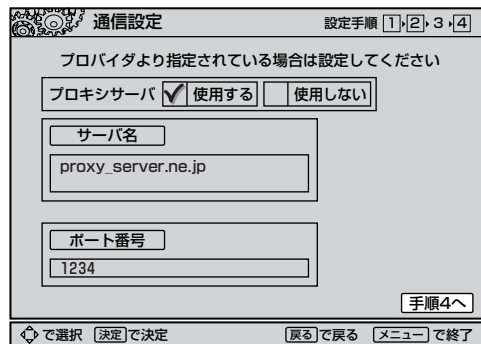 通信設定 設定手順 1 2 3 4
プロバイダより指定されている場合は設定してください
プロキシサーバ 使用する 使用しない
サーバ名
proxy_server.ne.jp
ポート番号
1234
手順4へ
で選択 決定で決定 戻るで戻る メニューで終了